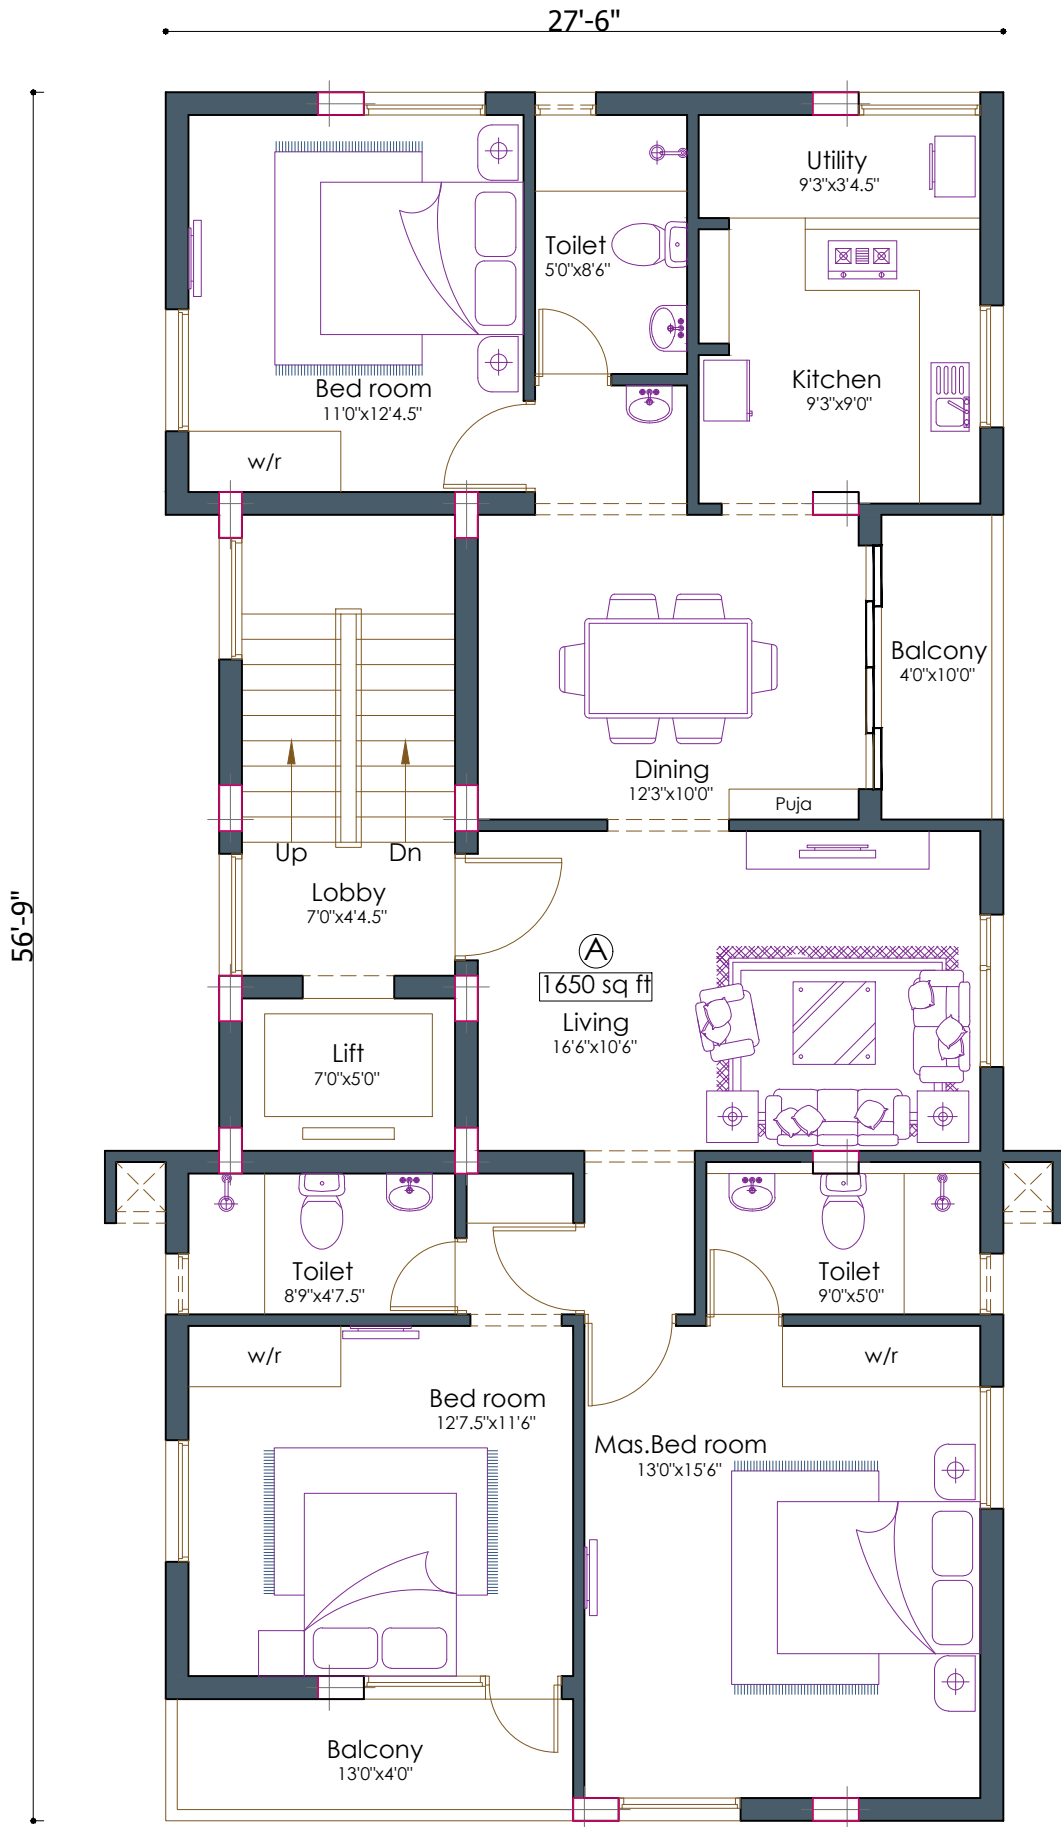 27'-6"
56'-9"
Utility
9'3"x3'4.5"
Toilet
5'0"x8'6"
Bed room
11'0"x12'4.5"
Kitchen
9'3"x9'0"
w/r
Balcony
4'0"x10'0"
Dining
12'3"x10'0"
Puja
Up
Dn
Lobby
7'0"x4'4.5"
A
1650 sq ft
Living
16'6"x10'6"
Lift
7'0"x5'0"
Toilet
8'9"x4'7.5"
Toilet
9'0"x5'0"
w/r
w/r
Bed room
12'7.5"x11'6"
Mas.Bed room
13'0"x15'6"
Balcony
13'0"x4'0"